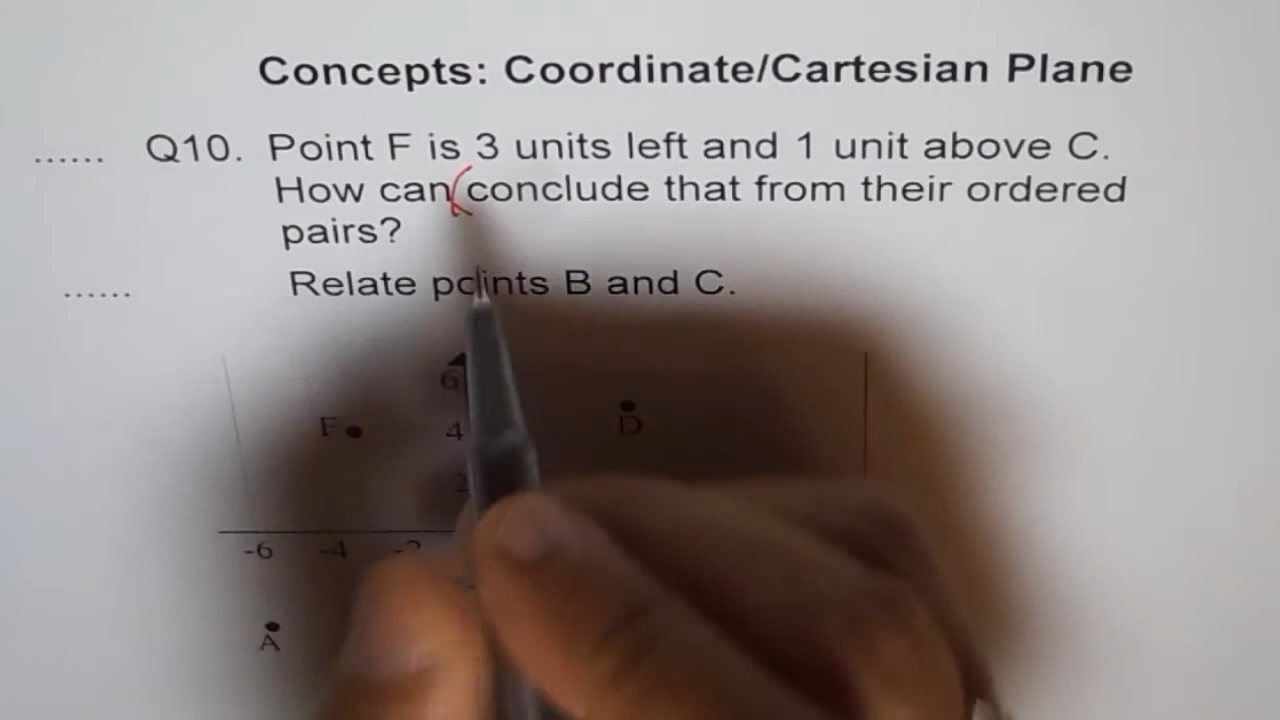 Concepts: Coordinate/Cartesian Plane
...... Q10. Point F is 3 units left and 1 unit above C.
How can conclude that from their ordered
pairs?
...... Relate points B and C.
6
F
4
D
-6 -4 -2
A